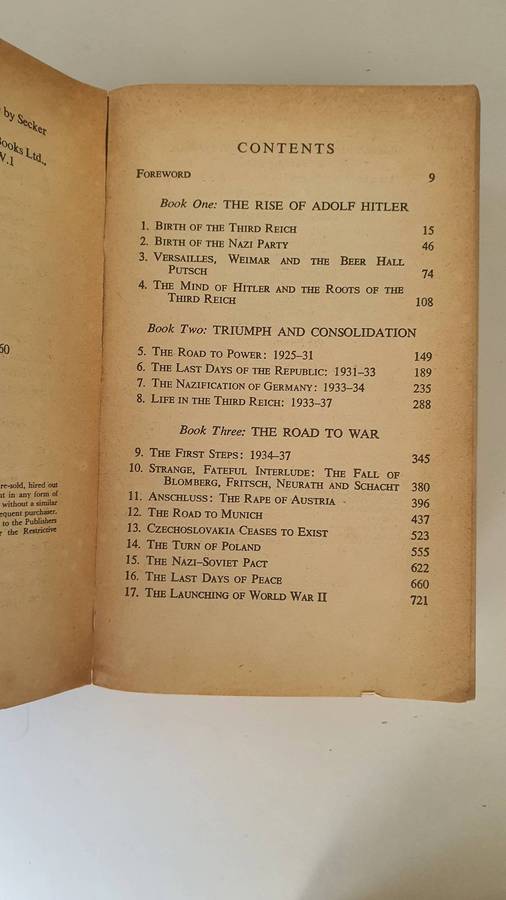 by Secker
Books Ltd.,
W.1
60
re-sold, hired out
in any form of
without a similar
equent purchaser.
to the Publishers
the Restrictive
CONTENTS
FOREWORD 9
Book One: THE RISE OF ADOLF HITLER
1. BIRTH OF THE THIRD REICH 15
2. BIRTH OF THE NAZI PARTY 46
3. VERSAILLES, WEIMAR AND THE BEER HALL
PUTSCH 74
4. THE MIND OF HITLER AND THE ROOTS OF THE
THIRD REICH 108
Book Two: TRIUMPH AND CONSOLIDATION
5. THE ROAD TO POWER: 1925–31 149
6. THE LAST DAYS OF THE REPUBLIC: 1931–33 189
7. THE NAZIFICATION OF GERMANY: 1933–34 235
8. LIFE IN THE THIRD REICH: 1933–37 288
Book Three: THE ROAD TO WAR
9. THE FIRST STEPS: 1934–37 345
10. STRANGE, FATEFUL INTERLUDE: THE FALL OF
BLOMBERG, FRITSCH, NEURATH AND SCHACHT 380
11. ANSCHLUSS: THE RAPE OF AUSTRIA 396
12. THE ROAD TO MUNICH 437
13. CZECHOSLOVAKIA CEASES TO EXIST 523
14. THE TURN OF POLAND 555
15. THE NAZI–SOVIET PACT 622
16. THE LAST DAYS OF PEACE 660
17. THE LAUNCHING OF WORLD WAR II 721